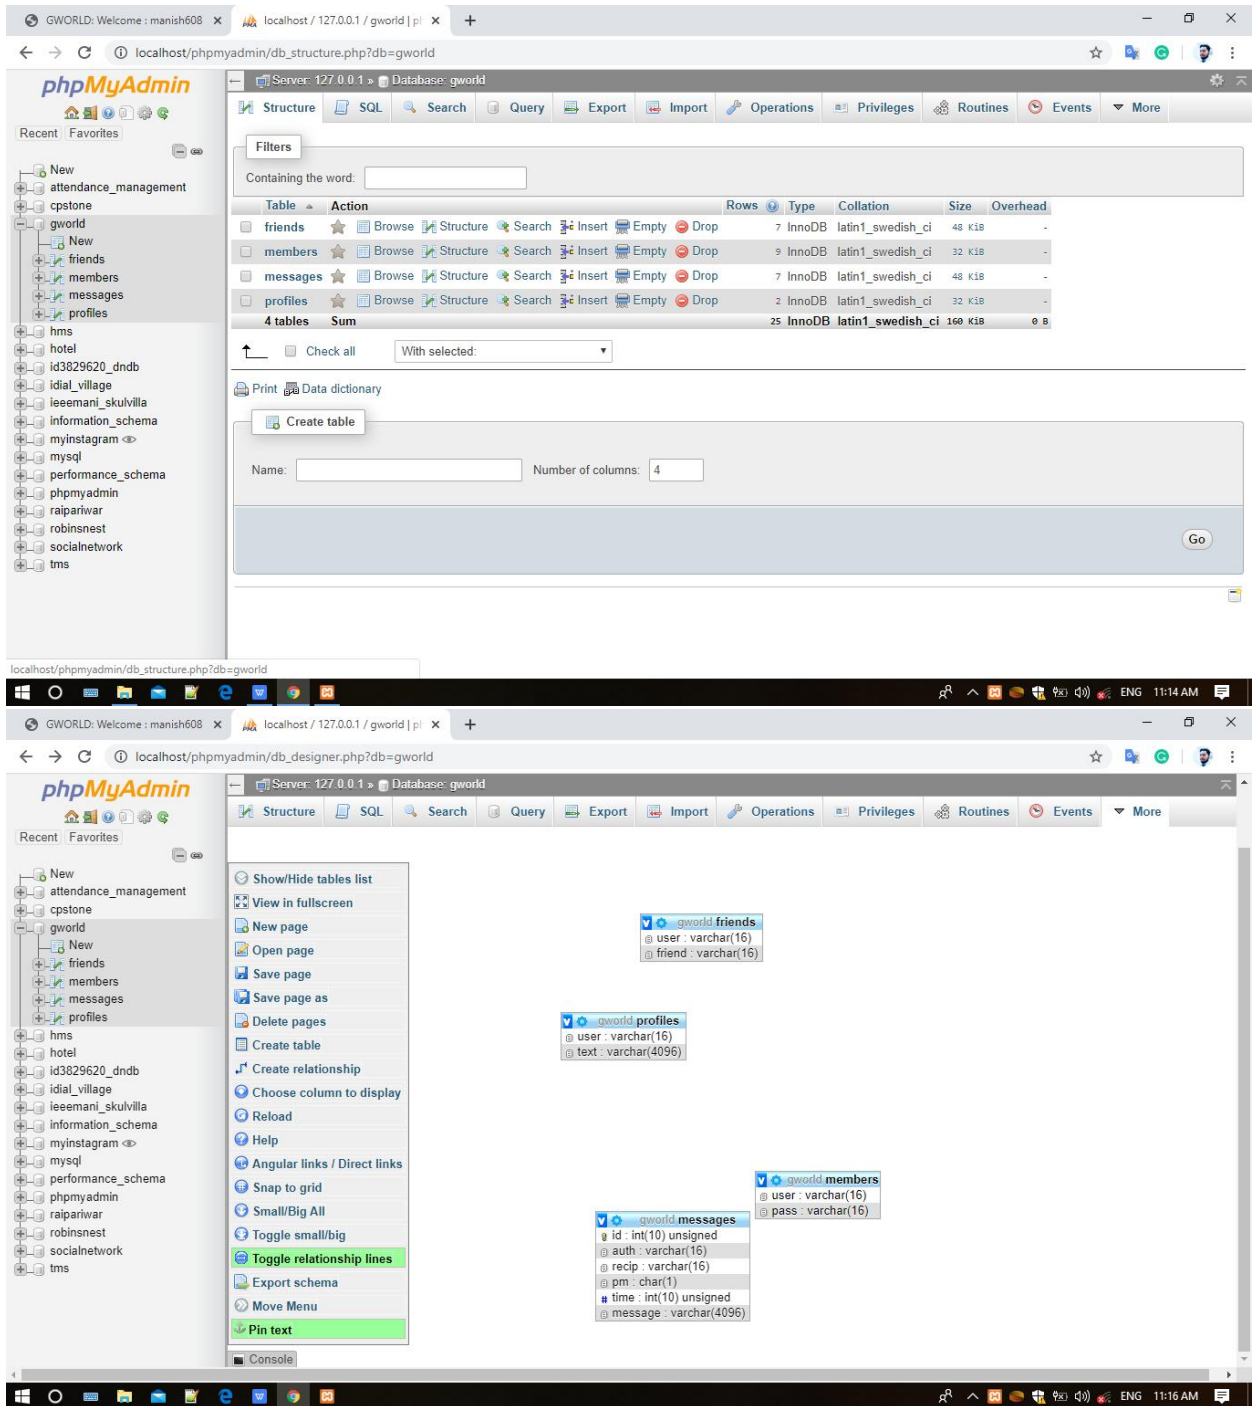 GWORLD: Welcome : manish608
localhost / 127.0.0.1 / gworld | p
localhost/phpmyadmin/db_structure.php?db=gworld
phpMyAdmin
Recent Favorites
New
attendance_management
cpstone
gworld
New
friends
members
messages
profiles
hms
hotel
id3829620_dndb
idial_village
ieeemani_skulvilla
information_schema
myinstagram
mysql
performance_schema
phpmyadmin
raipariwar
robinsnest
socialnetwork
tms
Server: 127.0.0.1 » Database: gworld
Structure SQL Search Query Export Import Operations Privileges Routines Events More
Filters
Containing the word:
Table Action Rows Type Collation Size Overhead
friends Browse Structure Search Insert Empty Drop 7 InnoDB latin1_swedish_ci 48 KiB -
members Browse Structure Search Insert Empty Drop 9 InnoDB latin1_swedish_ci 32 KiB -
messages Browse Structure Search Insert Empty Drop 7 InnoDB latin1_swedish_ci 48 KiB -
profiles Browse Structure Search Insert Empty Drop 2 InnoDB latin1_swedish_ci 32 KiB -
4 tables Sum 25 InnoDB latin1_swedish_ci 160 KiB 0 B
Check all With selected:
Print Data dictionary
Create table
Name: Number of columns: 4
Go
localhost/phpmyadmin/db_structure.php?db=gworld
ENG 11:14 AM
GWORLD: Welcome : manish608
localhost / 127.0.0.1 / gworld | p
localhost/phpmyadmin/db_designer.php?db=gworld
phpMyAdmin
Recent Favorites
New
attendance_management
cpstone
gworld
New
friends
members
messages
profiles
hms
hotel
id3829620_dndb
idial_village
ieeemani_skulvilla
information_schema
myinstagram
mysql
performance_schema
phpmyadmin
raipariwar
robinsnest
socialnetwork
tms
Server: 127.0.0.1 » Database: gworld
Structure SQL Search Query Export Import Operations Privileges Routines Events More
Show/Hide tables list
View in fullscreen
New page
Open page
Save page
Save page as
Delete pages
Create table
Create relationship
Choose column to display
Reload
Help
Angular links / Direct links
Snap to grid
Small/Big All
Toggle small/big
Toggle relationship lines
Export schema
Move Menu
Pin text
Console
gworld friends
user : varchar(16)
friend : varchar(16)
gworld profiles
user : varchar(16)
text : varchar(4096)
gworld members
user : varchar(16)
pass : varchar(16)
gworld messages
id : int(10) unsigned
auth : varchar(16)
recip : varchar(16)
pm : char(1)
# time : int(10) unsigned
message : varchar(4096)
ENG 11:16 AM